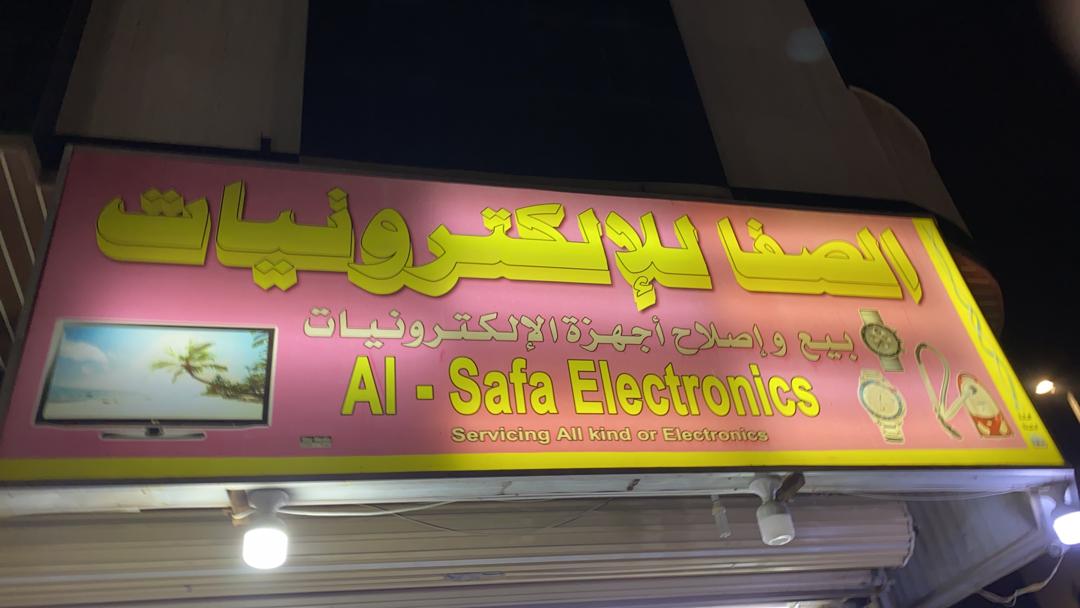 الصفا للإلكترونيات
بيع وإصلاح أجهزة الإلكترونيات
Al - Safa Electronics
Servicing All kind or Electronics